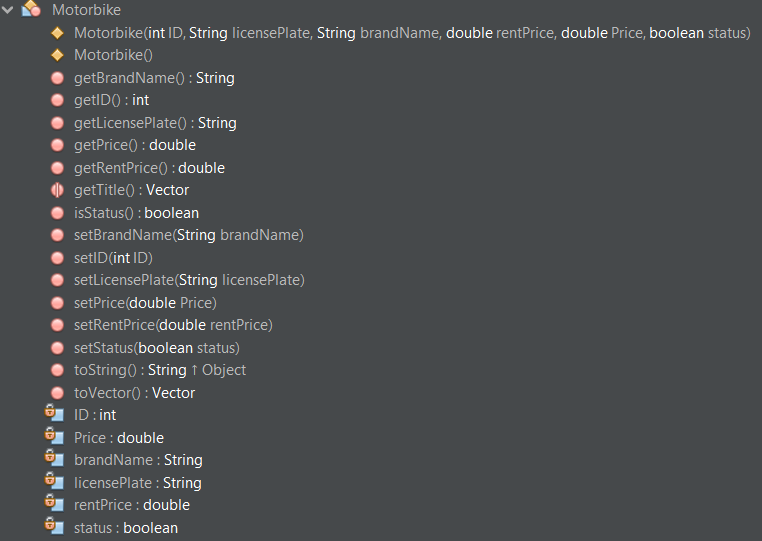 Motorbike
Motorbike(int ID, String licensePlate, String brandName, double rentPrice, double Price, boolean status)
Motorbike()
getBrandName() : String
getID() : int
getLicensePlate() : String
getPrice() : double
getRentPrice() : double
getTitle() : Vector
isStatus() : boolean
setBrandName(String brandName)
setID(int ID)
setLicensePlate(String licensePlate)
setPrice(double Price)
setRentPrice(double rentPrice)
setStatus(boolean status)
toString() : String ↑ Object
toVector() : Vector
ID : int
Price : double
brandName : String
licensePlate : String
rentPrice : double
status : boolean